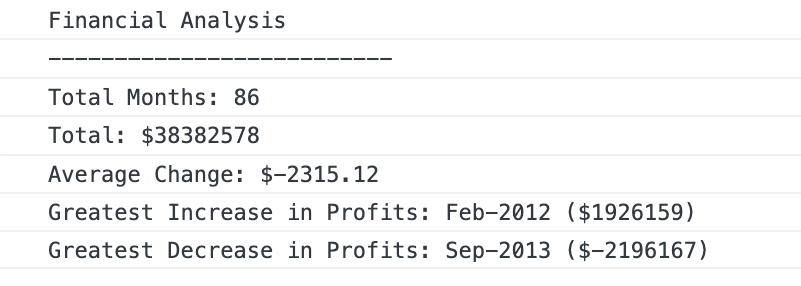 Financial Analysis
--------------------------
Total Months: 86
Total: $38382578
Average Change: $-2315.12
Greatest Increase in Profits: Feb-2012 ($1926159)
Greatest Decrease in Profits: Sep-2013 ($-2196167)